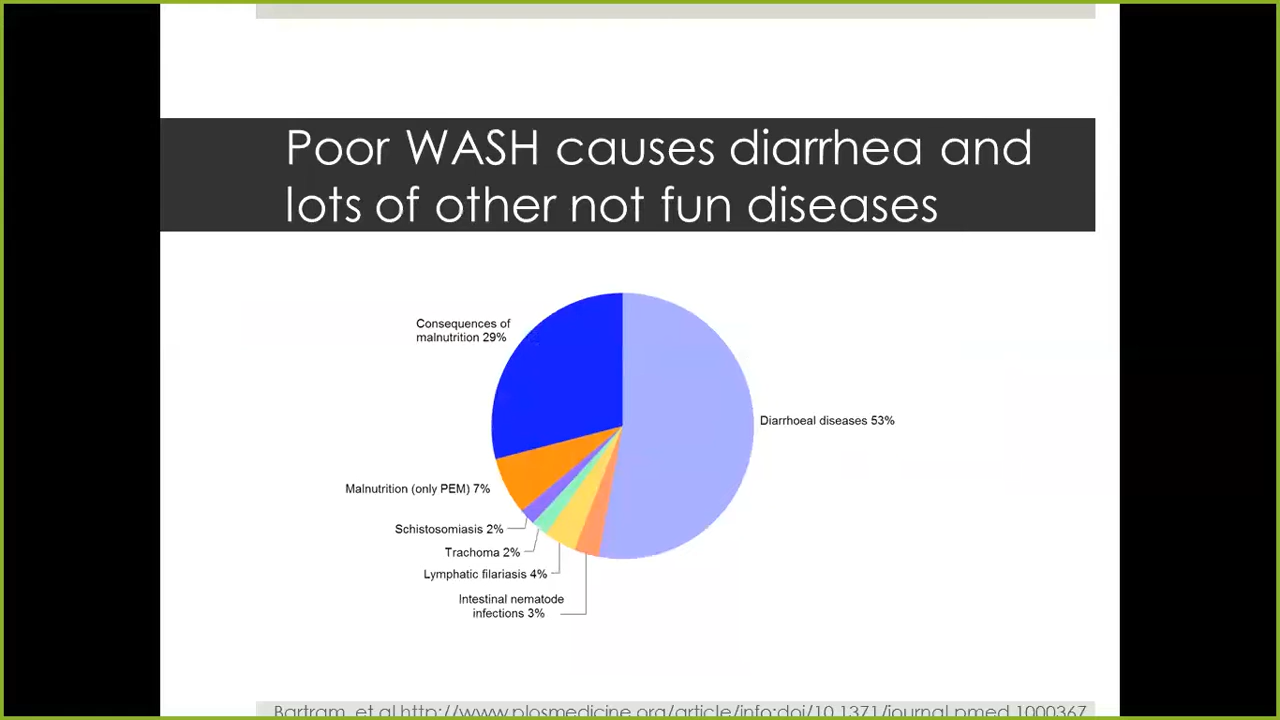 Poor WASH causes diarrhea and
lots of other not fun diseases
Consequences of
malnutrition 29%
Diarrhoeal diseases 53%
Malnutrition (only PEM) 7%
Schistosomiasis 2%
Trachoma 2%
Lymphatic filariasis 4%
Intestinal nematode
infections 3%
Bartram, et al http://www.plosmedicine.org/article/info:doi/10.1371/journal.pmed.1000367